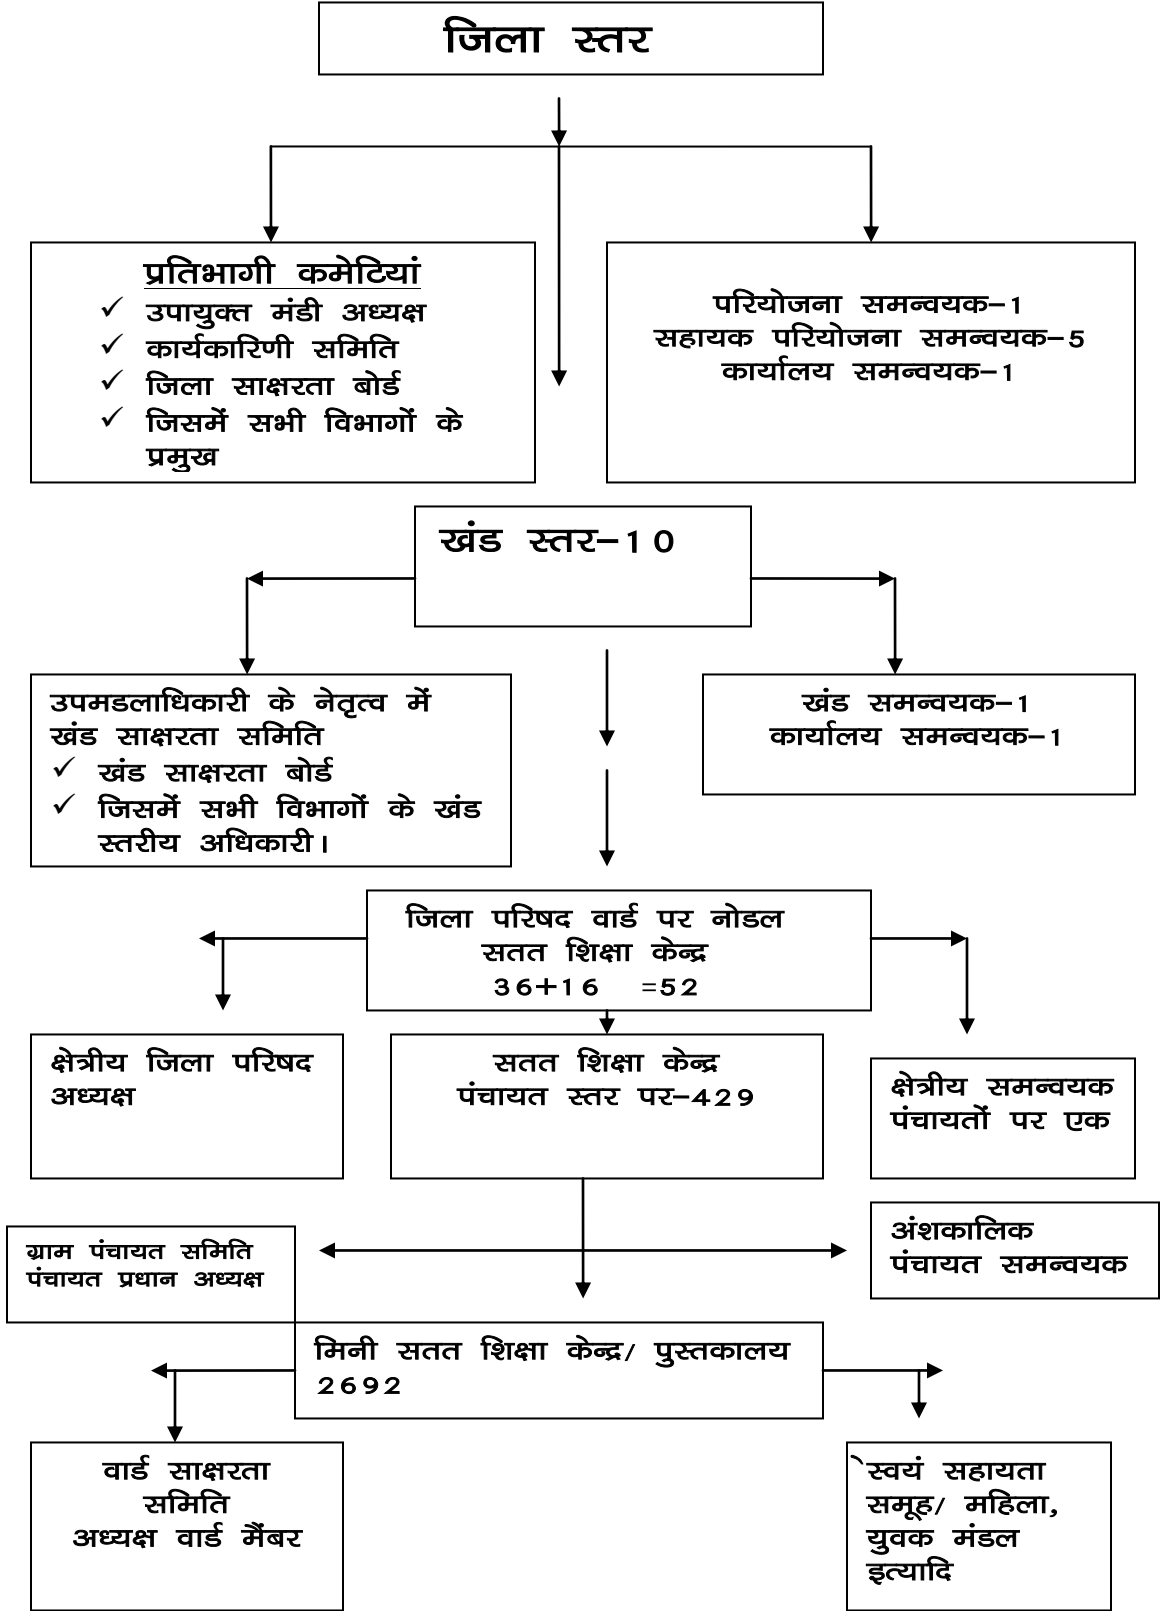 जिला स्तर
प्रतिभागी कमेटियां
✓ उपायुक्त मंडी अध्यक्ष
✓ कार्यकारिणी समिति
✓ जिला साक्षरता बोर्ड
✓ जिसमें सभी विभागों के
प्रमुख
परियोजना समन्वयक-1
सहायक परियोजना समन्वयक-5
कार्यालय समन्वयक-1
खंड स्तर-10
उपमडलाधिकारी के नेतृत्व में
खंड साक्षरता समिति
✓ खंड साक्षरता बोर्ड
✓ जिसमें सभी विभागों के खंड
स्तरीय अधिकारी।
खंड समन्वयक-1
कार्यालय समन्वयक-1
जिला परिषद वार्ड पर नोडल
सतत शिक्षा केन्द्र
36+16 =52
क्षेत्रीय जिला परिषद
अध्यक्ष
सतत शिक्षा केन्द्र
पंचायत स्तर पर-429
क्षेत्रीय समन्वयक
पंचायतों पर एक
ग्राम पंचायत समिति
पंचायत प्रधान अध्यक्ष
अंशकालिक
पंचायत समन्वयक
मिनी सतत शिक्षा केन्द्र/ पुस्तकालय
2692
वार्ड साक्षरता
समिति
अध्यक्ष वार्ड मैंबर
`स्वयं सहायता
समूह/ महिला,
युवक मंडल
इत्यादि